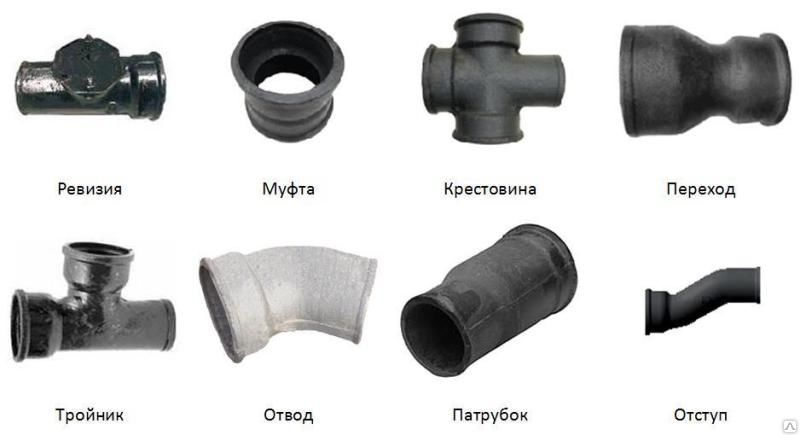 Ревизия
Муфта
Крестовина
Переход
Тройник
Отвод
Патрубок
Отступ